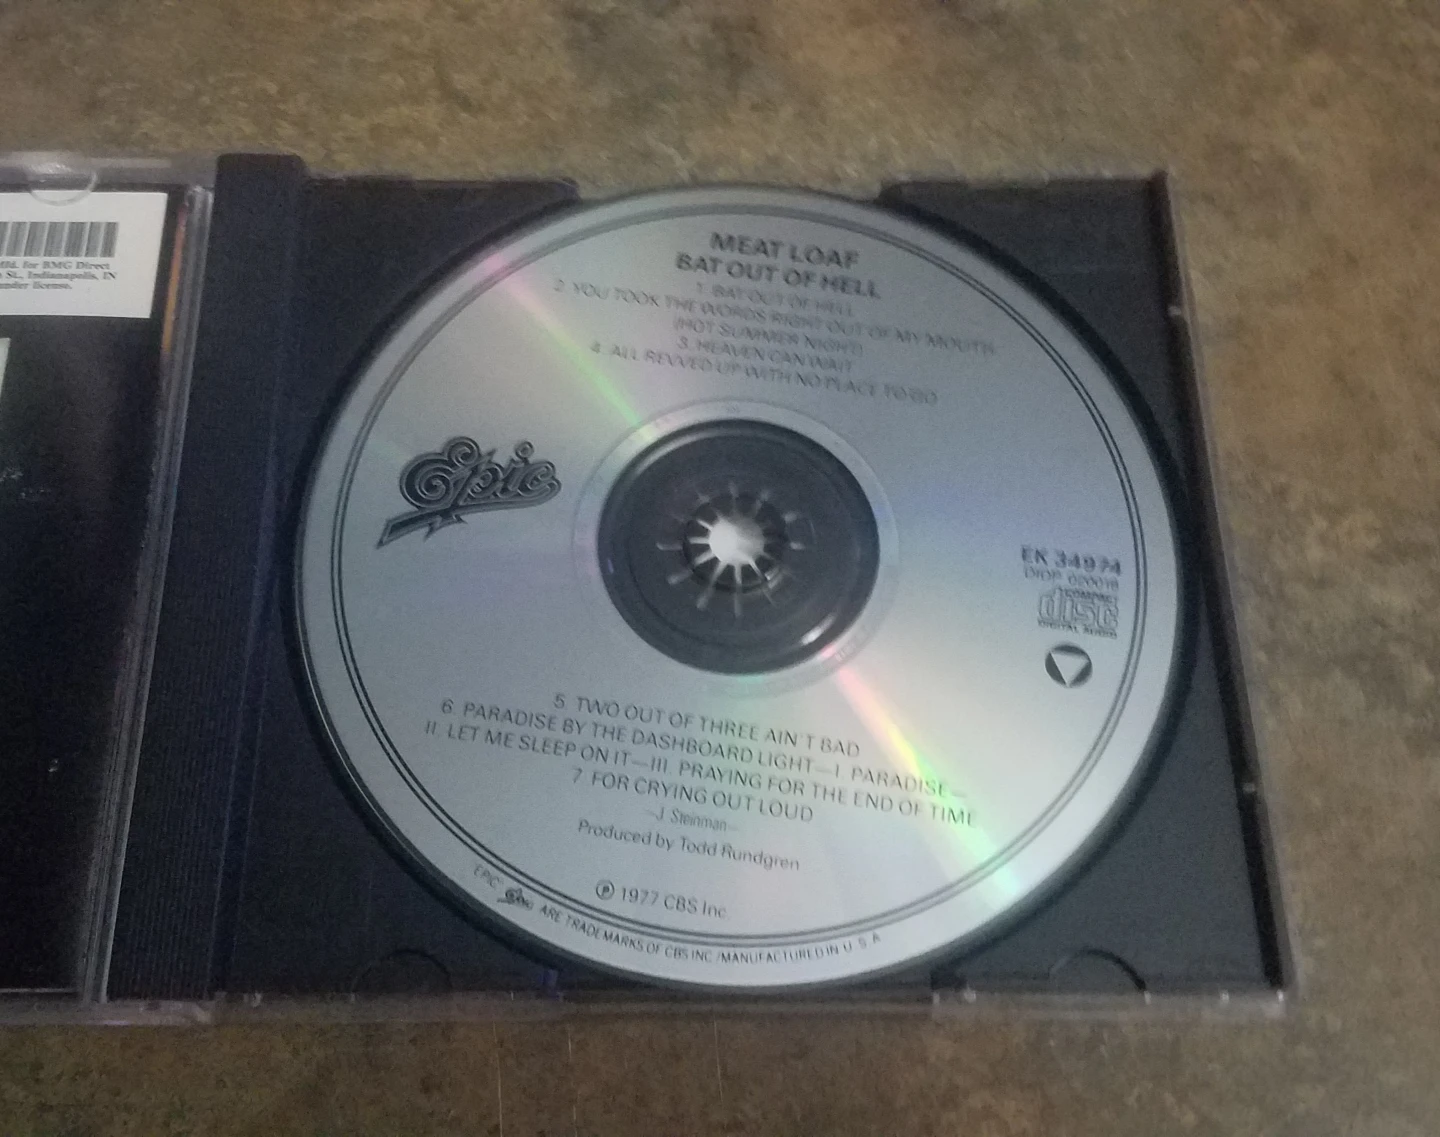 Mfd. for BMG Direct
St., Indianapolis, IN
under license.
MEAT LOAF
BAT OUT OF HELL
1. BAT OUT OF HELL
2. YOU TOOK THE WORDS RIGHT OUT OF MY MOUTH
(HOT SUMMER NIGHT)
3. HEAVEN CAN WAIT
4. ALL REVVED UP WITH NO PLACE TO GO
Epic
EK 34974
DIDP 020016
COMPACT
disc
DIGITAL AUDIO
5. TWO OUT OF THREE AIN'T BAD
6. PARADISE BY THE DASHBOARD LIGHT—I. PARADISE—
II. LET ME SLEEP ON IT—III. PRAYING FOR THE END OF TIME
7. FOR CRYING OUT LOUD
—J. Steinman—
Produced by Todd Rundgren
℗ 1977 CBS Inc.
"EPIC," Epic ARE TRADEMARKS OF CBS INC./MANUFACTURED IN U.S.A.